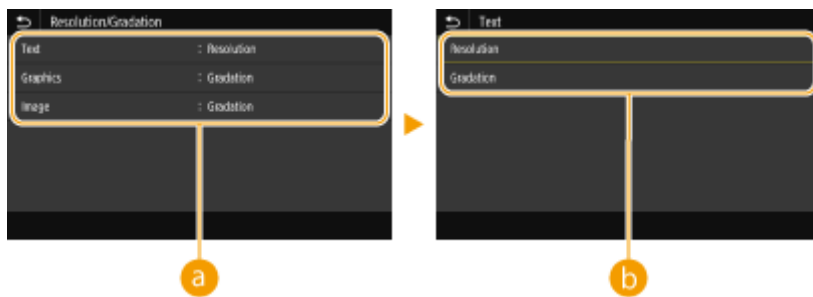 Resolution/Gradation
Text : Resolution
Graphics : Gradation
Image : Gradation
a
Text
Resolution
Gradation
b